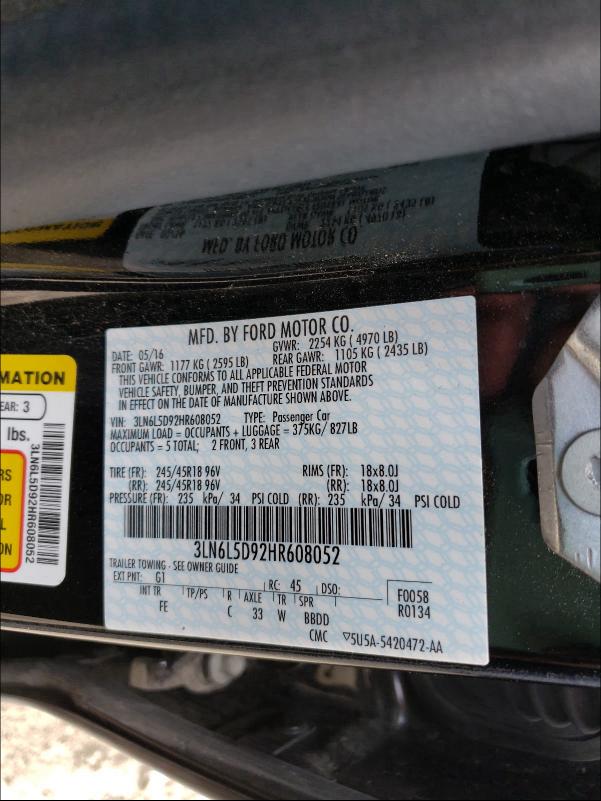 MFD. BY FORD MOTOR CO
MFD. BY FORD MOTOR CO.
DATE: 05/16 GVWR: 2254 KG ( 4970 LB)
FRONT GAWR: 1177 KG ( 2595 LB) REAR GAWR: 1105 KG ( 2435 LB)
THIS VEHICLE CONFORMS TO ALL APPLICABLE FEDERAL MOTOR
VEHICLE SAFETY, BUMPER, AND THEFT PREVENTION STANDARDS
IN EFFECT ON THE DATE OF MANUFACTURE SHOWN ABOVE.
VIN: 3LN6L5D92HR608052 TYPE: Passenger Car
MAXIMUM LOAD = OCCUPANTS + LUGGAGE = 375KG/ 827LB
OCCUPANTS = 5 TOTAL; 2 FRONT, 3 REAR
TIRE (FR): 245/45R18 96V RIMS (FR): 18x8.0J
(RR): 245/45R18 96V (RR): 18x8.0J
PRESSURE (FR): 235 kPa/ 34 PSI COLD (RR): 235 kPa/ 34 PSI COLD
3LN6L5D92HR608052
TRAILER TOWING - SEE OWNER GUIDE
EXT PNT: G1 RC: 45 DSO:
INT TR TP/PS R AXLE TR SPR
FE C 33 W BBDD
F0058
R0134
CMC ▽5U5A-5420472-AA
MATION
EAR: 3
lbs.
3LN6L5D92HR608052
RS
OR
L
ON